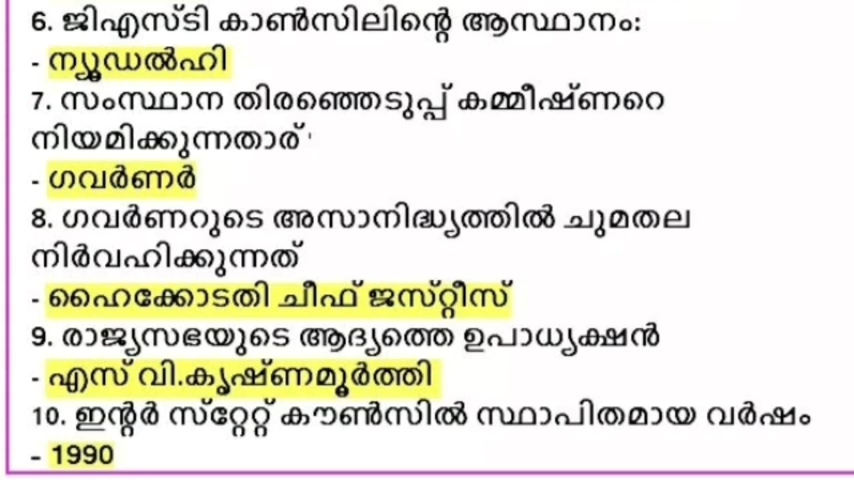 6. ജിഎസ്ടി കാൺസിലിന്റെ ആസ്ഥാനം:
- ന്യൂഡൽഹി
7. സംസ്ഥാന തിരഞ്ഞെടുപ്പ് കമ്മീഷ്ണറെ
നിയമിക്കുന്നതാര് '
- ഗവർണർ
8. ഗവർണറുടെ അസാനിദ്ധ്യത്തിൽ ചുമതല
നിർവഹിക്കുന്നത്
- ഹൈക്കോടതി ചീഫ് ജസ്റ്റീസ്
9. രാജ്യസഭയുടെ ആദ്യത്തെ ഉപാധ്യക്ഷൻ
- എസ് വി.കൃഷ്ണമൂർത്തി
10. ഇന്റർ സ്റ്റേറ്റ് കൗൺസിൽ സ്ഥാപിതമായ വർഷം
- 1990